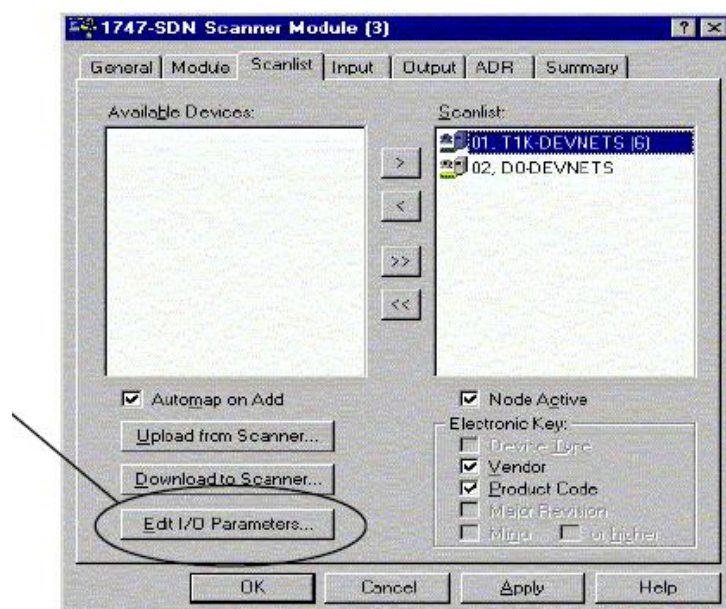 1747-SDN Scanner Module (3)
General Module Scanlist Input Output ADR Summary
Available Devices:
Scanlist:
01, T1K-DEVNETS (6)
02, D0-DEVNETS
>
<
>>
<<
Automap on Add
Node Active
Upload from Scanner...
Download to Scanner...
Edit I/O Parameters...
Electronic Key:
Device Type
Vendor
Product Code
Major Revision
Mino or higher
OK Cancel Apply Help